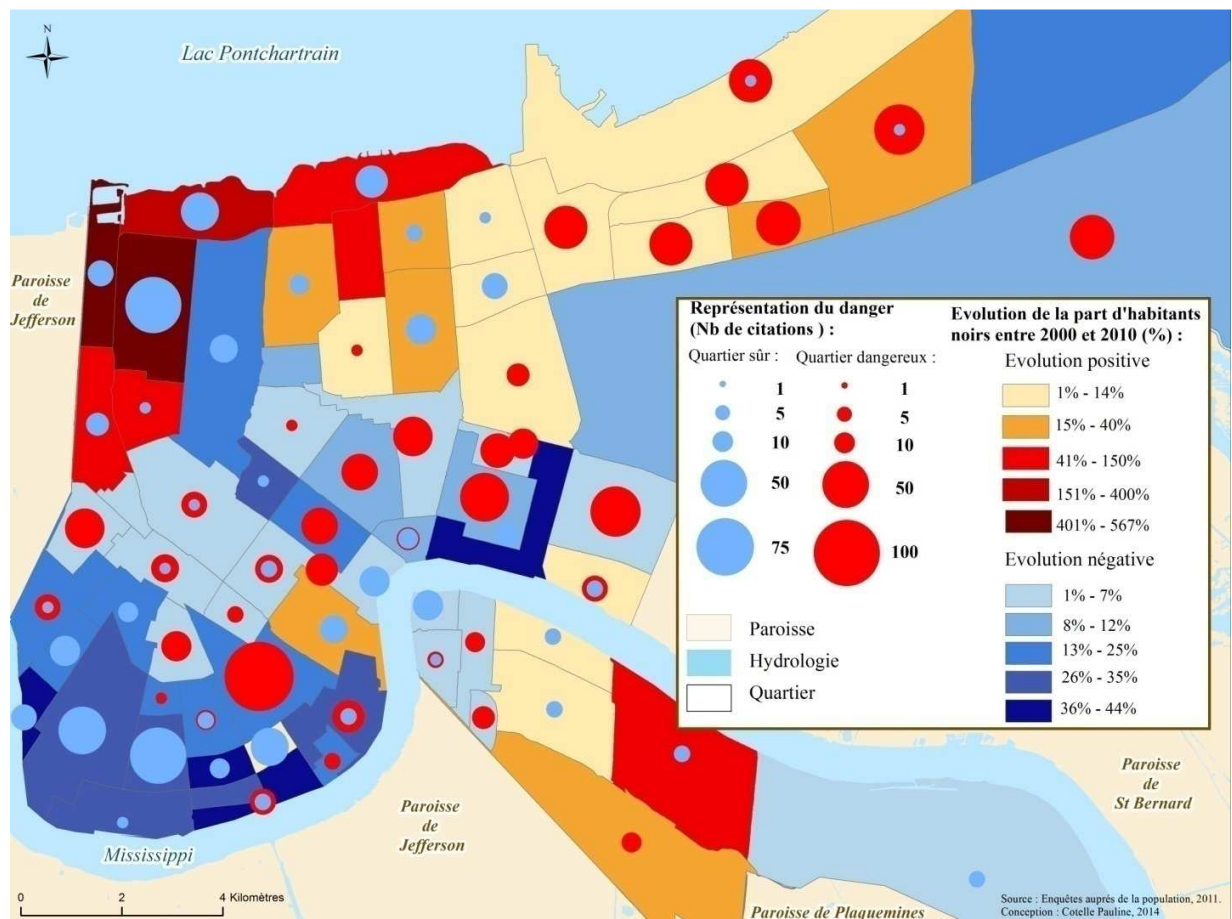 N
Lac Pontchartrain
Paroisse
de
Jefferson
Représentation du danger
(Nb de citations ) :
Quartier sûr :
Quartier dangereux :
1
1
5
5
10
10
50
50
75
100
Paroisse
Hydrologie
Quartier
Evolution de la part d'habitants
noirs entre 2000 et 2010 (%) :
Evolution positive
1% - 14%
15% - 40%
41% - 150%
151% - 400%
401% - 567%
Evolution négative
1% - 7%
8% - 12%
13% - 25%
26% - 35%
36% - 44%
Paroisse
de
St Bernard
Paroisse
de
Jefferson
Mississippi
0 2 4 Kilomètres
Paroisse de Plaquemines
Source : Enquêtes auprés de la population, 2011.
Conception : Cotelle Pauline, 2014